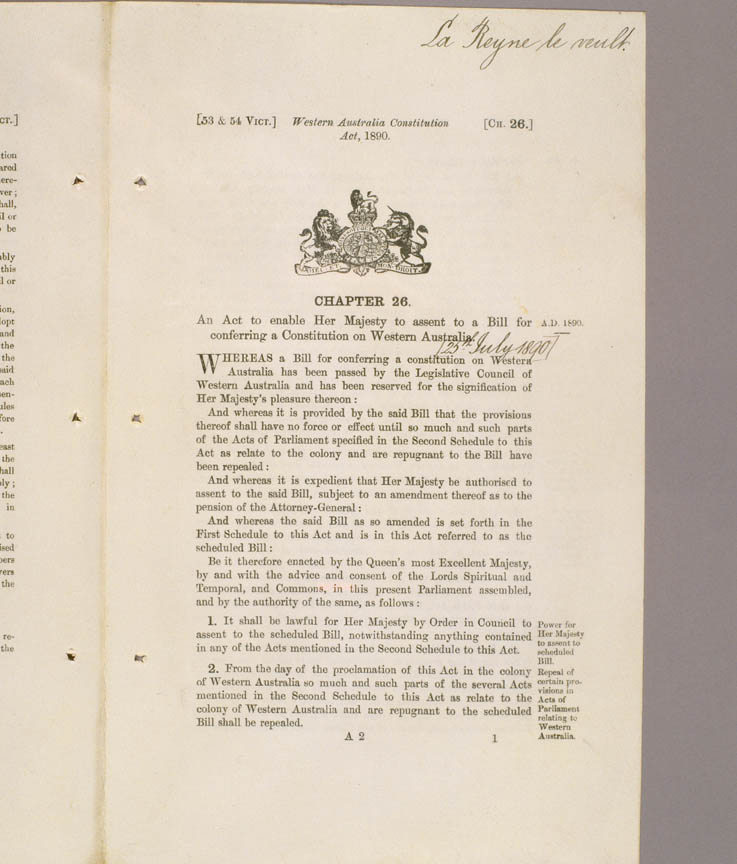 La Reyne le veult.
[53 & 54 VICT.] Western Australia Constitution [CH. 26.]
Act, 1890.
DIEU ET MON DROIT
CHAPTER 26.
An Act to enable Her Majesty to assent to a Bill for A.D. 1890.
conferring a Constitution on Western Australia.
[25th July 1890]
WHEREAS a Bill for conferring a constitution on Western
Australia has been passed by the Legislative Council of
Western Australia and has been reserved for the signification of
Her Majesty's pleasure thereon :
And whereas it is provided by the said Bill that the provisions
thereof shall have no force or effect until so much and such parts
of the Acts of Parliament specified in the Second Schedule to this
Act as relate to the colony and are repugnant to the Bill have
been repealed :
And whereas it is expedient that Her Majesty be authorised to
assent to the said Bill, subject to an amendment thereof as to the
pension of the Attorney-General :
And whereas the said Bill as so amended is set forth in the
First Schedule to this Act and is in this Act referred to as the
scheduled Bill :
Be it therefore enacted by the Queen's most Excellent Majesty,
by and with the advice and consent of the Lords Spiritual and
Temporal, and Commons, in this present Parliament assembled,
and by the authority of the same, as follows :
1. It shall be lawful for Her Majesty by Order in Council to
assent to the scheduled Bill, notwithstanding anything contained
in any of the Acts mentioned in the Second Schedule to this Act.
Power for
Her Majesty
to assent to
scheduled
Bill.
2. From the day of the proclamation of this Act in the colony
of Western Australia so much and such parts of the several Acts
mentioned in the Second Schedule to this Act as relate to the
colony of Western Australia and are repugnant to the scheduled
Bill shall be repealed.
Repeal of
certain pro-
visions in
Acts of
Parliament
relating to
Western
Australia.
A 2 1